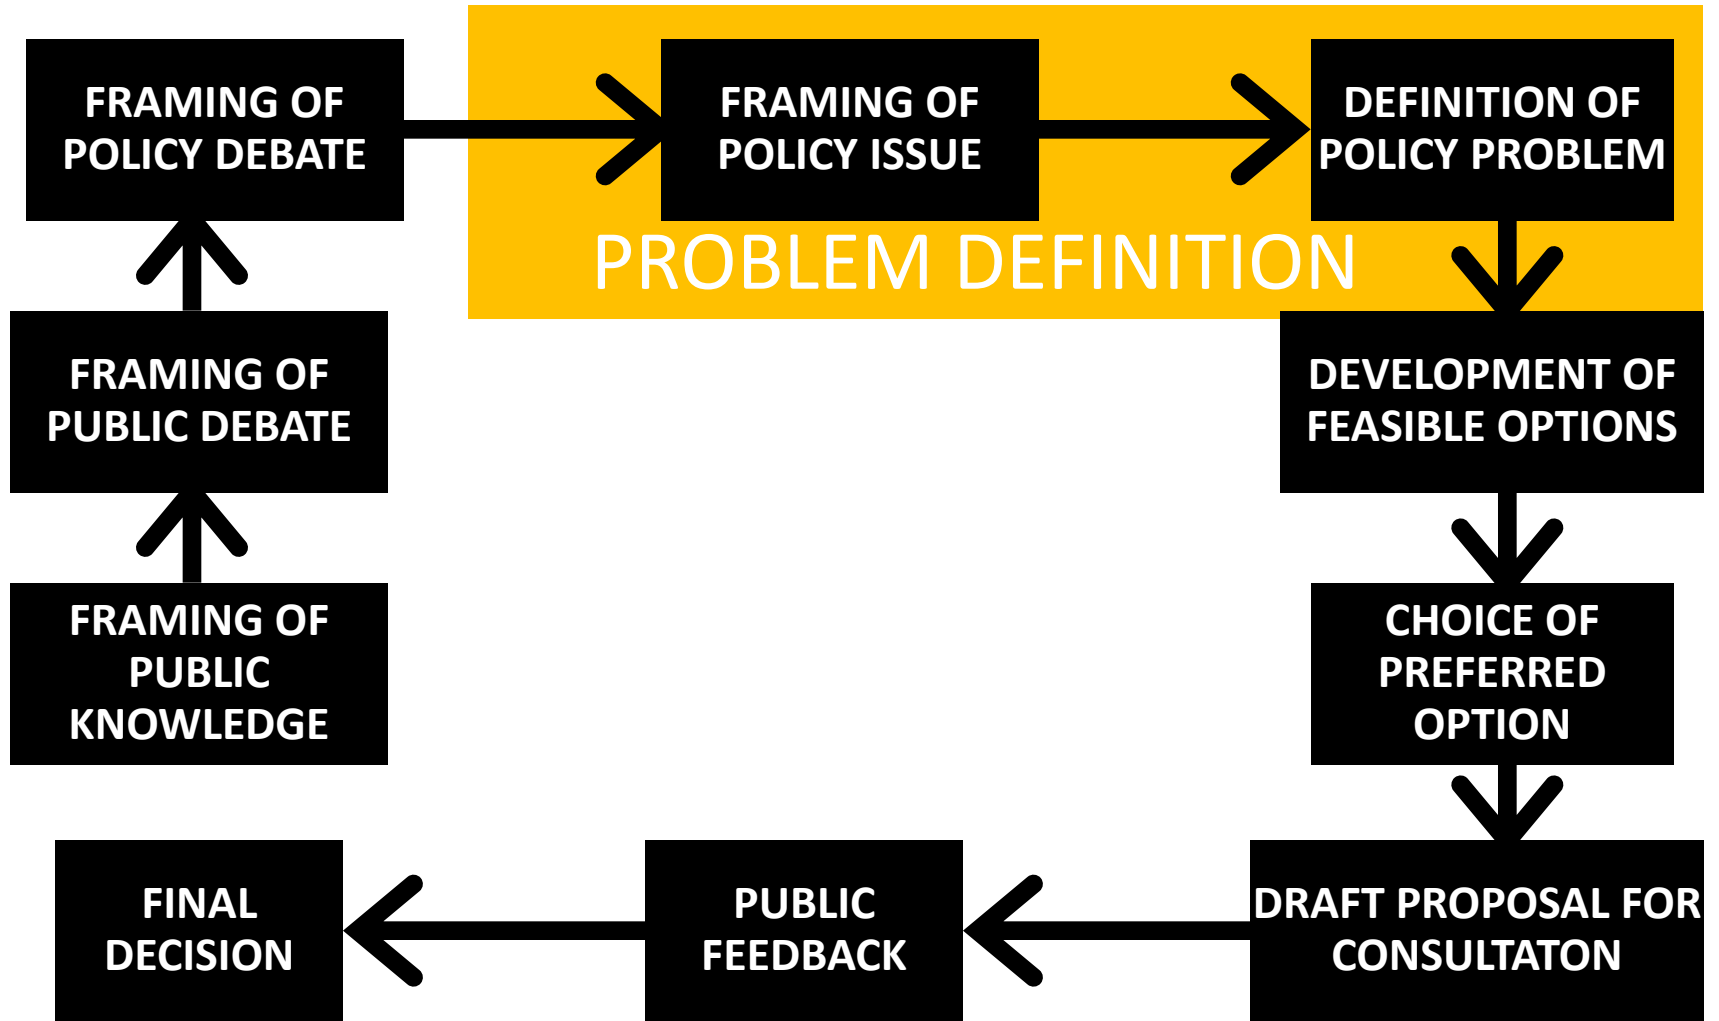 FRAMING OF
POLICY DEBATE
FRAMING OF
POLICY ISSUE
DEFINITION OF
POLICY PROBLEM
PROBLEM DEFINITION
FRAMING OF
PUBLIC DEBATE
DEVELOPMENT OF
FEASIBLE OPTIONS
FRAMING OF
PUBLIC
KNOWLEDGE
CHOICE OF
PREFERRED
OPTION
FINAL
DECISION
PUBLIC
FEEDBACK
DRAFT PROPOSAL FOR
CONSULTATON